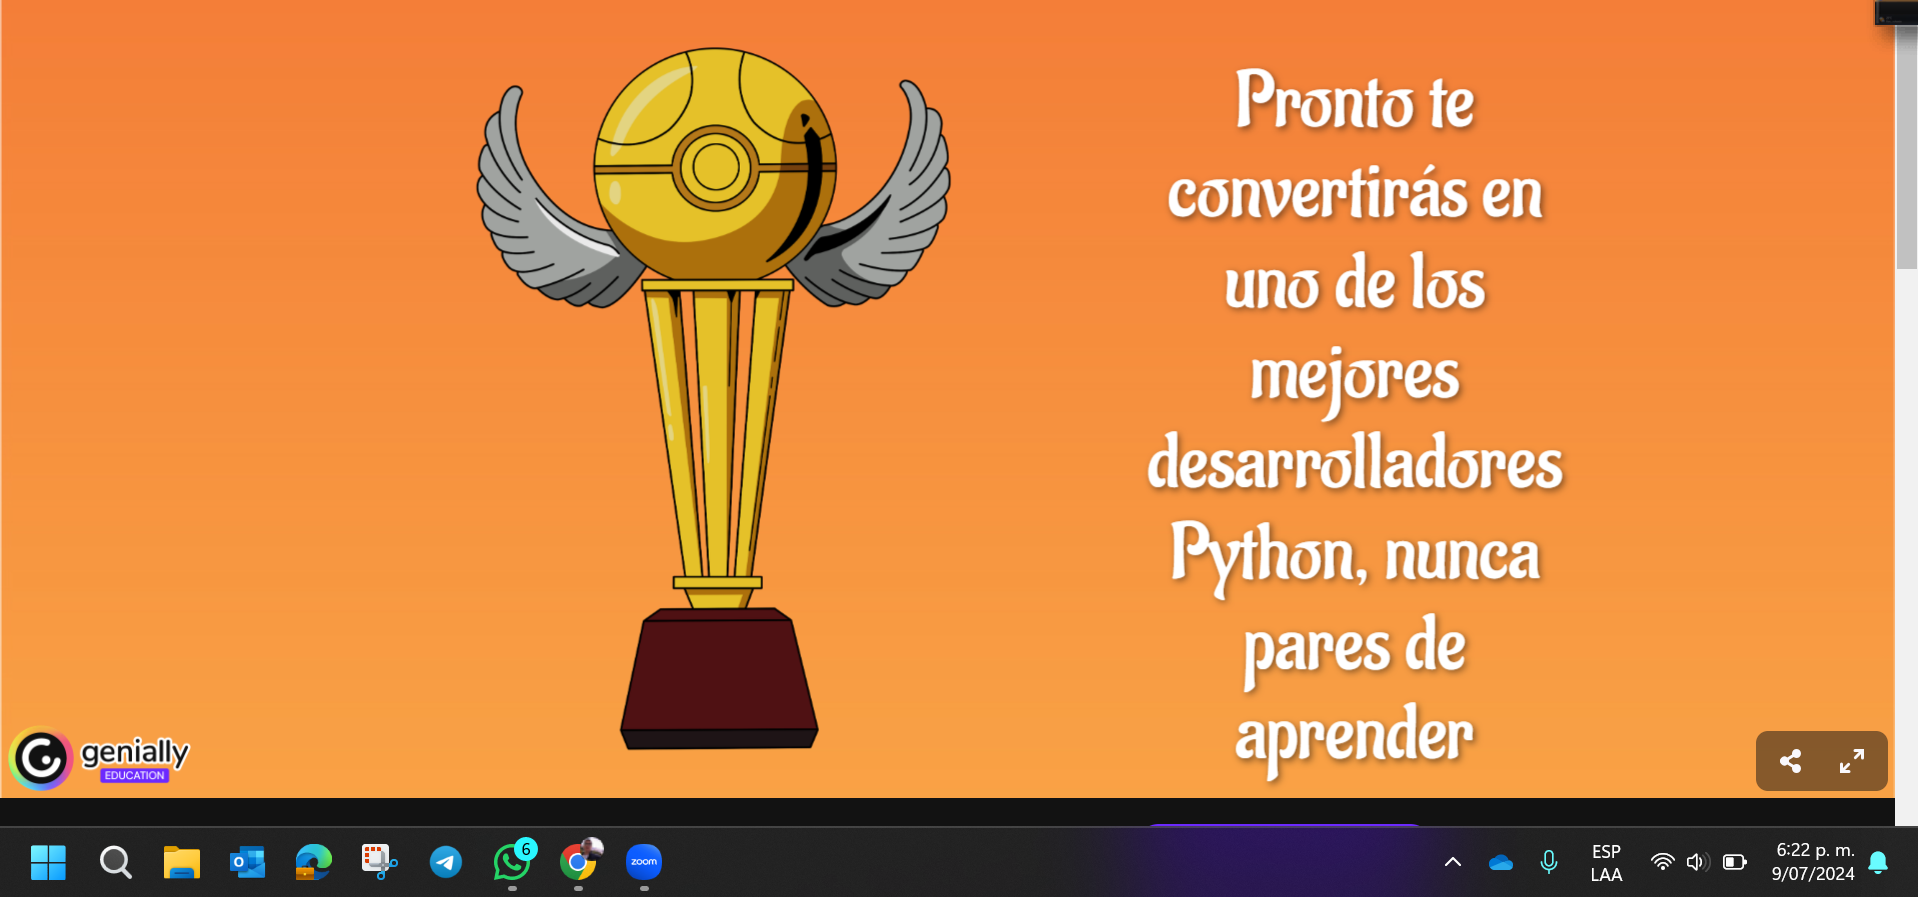 Pronto te
convertirás en
uno de los
mejores
desarrolladores
Python, nunca
pares de
aprender
genially
EDUCATION
6
zoom
ESP
LAA
6:22 p. m.
9/07/2024